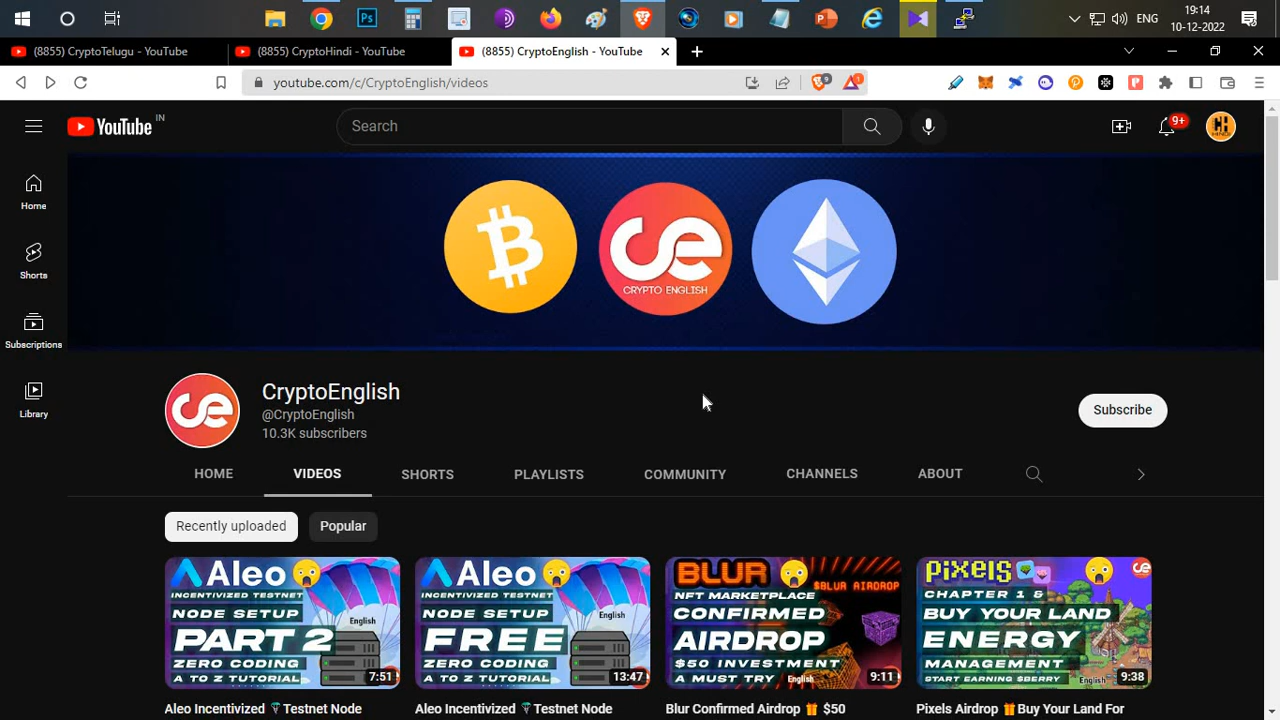 19:14
ENG
10-12-2022
(8855) CryptoTelugu - YouTube
(8855) CryptoHindi - YouTube
(8855) CryptoEnglish - YouTube
youtube.com/c/CryptoEnglish/videos
9
1
YouTube IN
Search
9+
Home
Shorts
Subscriptions
Library
CRYPTO ENGLISH
CryptoEnglish
@CryptoEnglish
10.3K subscribers
Subscribe
HOME
VIDEOS
SHORTS
PLAYLISTS
COMMUNITY
CHANNELS
ABOUT
Recently uploaded
Popular
Aleo
INCENTIVIZED TESTNET
NODE SETUP
English
PART 2
ZERO CODING
A TO Z TUTORIAL
7:51
Aleo Incentivized 🪂Testnet Node
Aleo
INCENTIVIZED TESTNET
NODE SETUP
English
FREE
ZERO CODING
A TO Z TUTORIAL
13:47
Aleo Incentivized 🪂Testnet Node
BLUR
$BLUR AIRDROP
NFT MARKETPLACE
CONFIRMED
AIRDROP
$50 INVESTMENT
A MUST TRY
English
9:11
Blur Confirmed Airdrop 🎁 $50
PIXELS
CHAPTER 1 &
BUY YOUR LAND
ENERGY
MANAGEMENT
START EARNING $BERRY
English
9:38
Pixels Airdrop 🎁Buy Your Land For